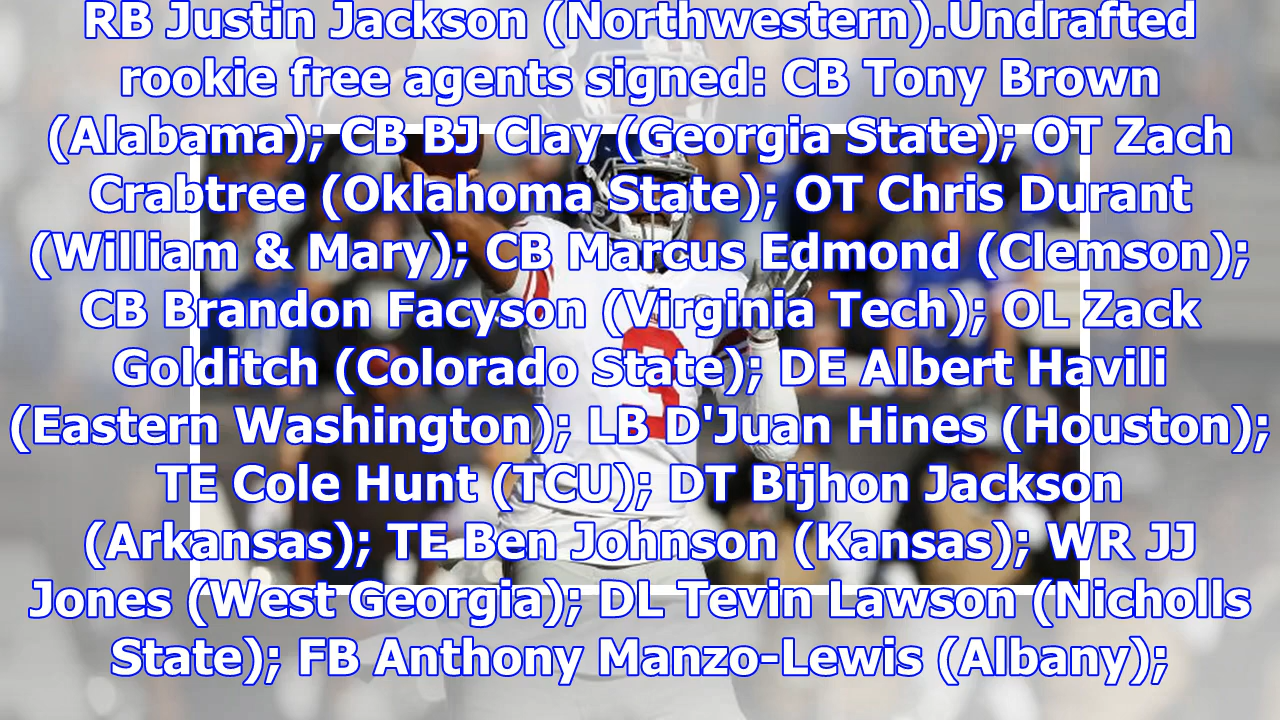 RB Justin Jackson (Northwestern).Undrafted
rookie free agents signed: CB Tony Brown
(Alabama); CB BJ Clay (Georgia State); OT Zach
Crabtree (Oklahoma State); OT Chris Durant
(William & Mary); CB Marcus Edmond (Clemson);
CB Brandon Facyson (Virginia Tech); OL Zack
Golditch (Colorado State); DE Albert Havili
(Eastern Washington); LB D'Juan Hines (Houston);
TE Cole Hunt (TCU); DT Bijhon Jackson
(Arkansas); TE Ben Johnson (Kansas); WR JJ
Jones (West Georgia); DL Tevin Lawson (Nicholls
State); FB Anthony Manzo-Lewis (Albany);
3